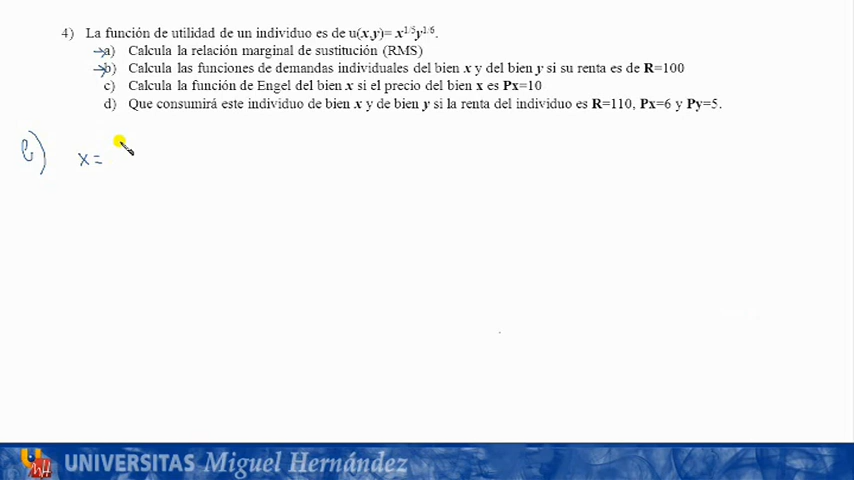 4) La función de utilidad de un individuo es de u(x,y)= x^1/5 y^1/6.
→a) Calcula la relación marginal de sustitución (RMS)
→b) Calcula las funciones de demandas individuales del bien x y del bien y si su renta es de R=100
c) Calcula la función de Engel del bien x si el precio del bien x es Px=10
d) Que consumirá este individuo de bien x y de bien y si la renta del individuo es R=110, Px=6 y Py=5.
x=
UNIVERSITAS Miguel Hernández